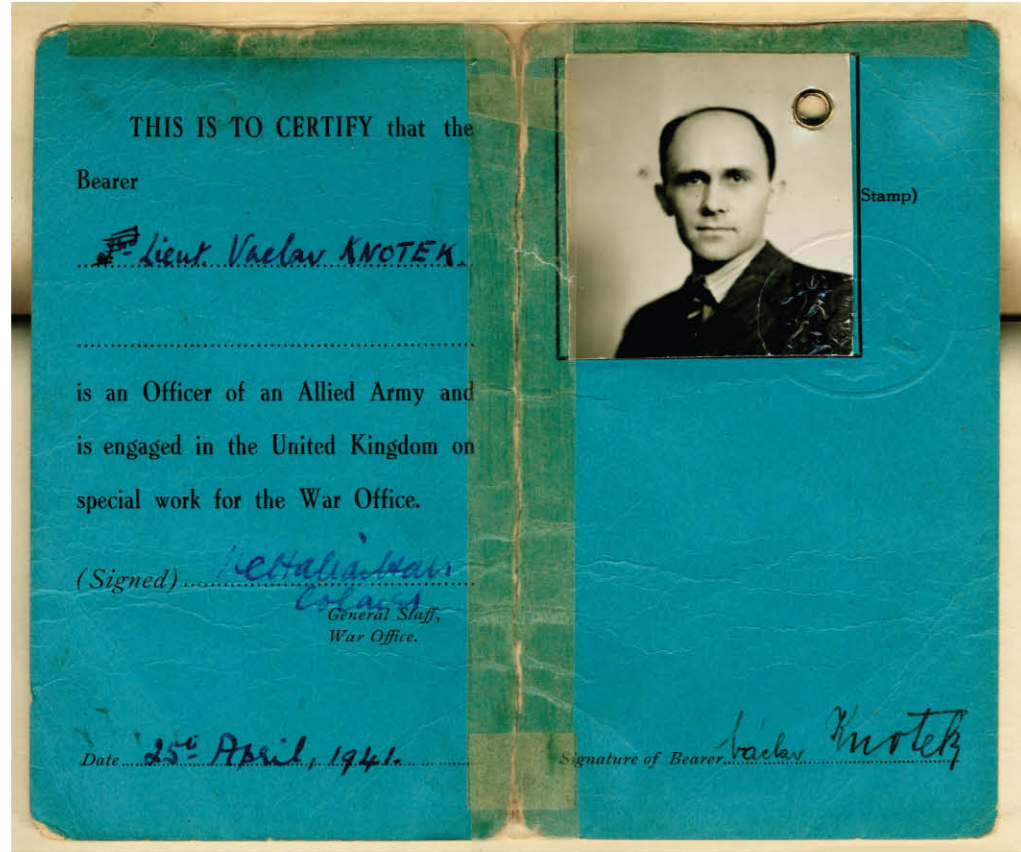 THIS IS TO CERTIFY that the
Bearer
Lieut. Vaclav KNOTEK.
is an Officer of an Allied Army and
is engaged in the United Kingdom on
special work for the War Office.
(Signed)
General Staff,
War Office.
Date 25th April, 1941.
Stamp)
Signature of Bearer, Václav Knotek